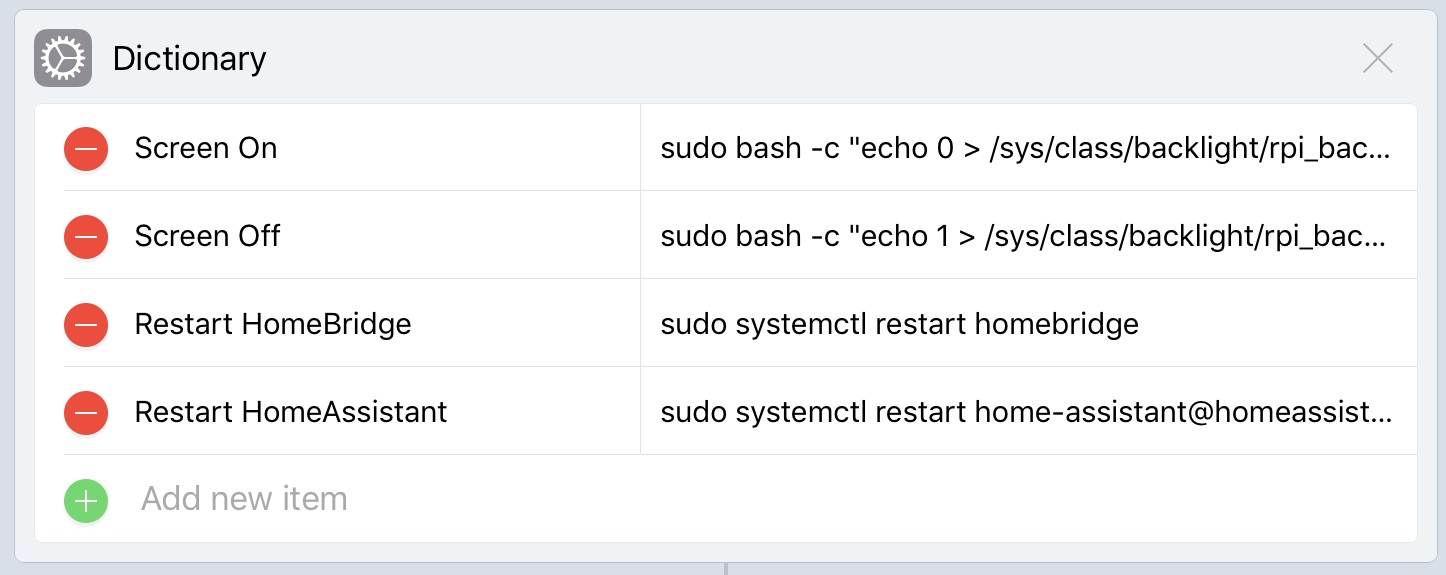 Dictionary
Screen On
sudo bash -c "echo 0 > /sys/class/backlight/rpi_bac...
Screen Off
sudo bash -c "echo 1 > /sys/class/backlight/rpi_bac...
Restart HomeBridge
sudo systemctl restart homebridge
Restart HomeAssistant
sudo systemctl restart home-assistant@homeassist...
Add new item